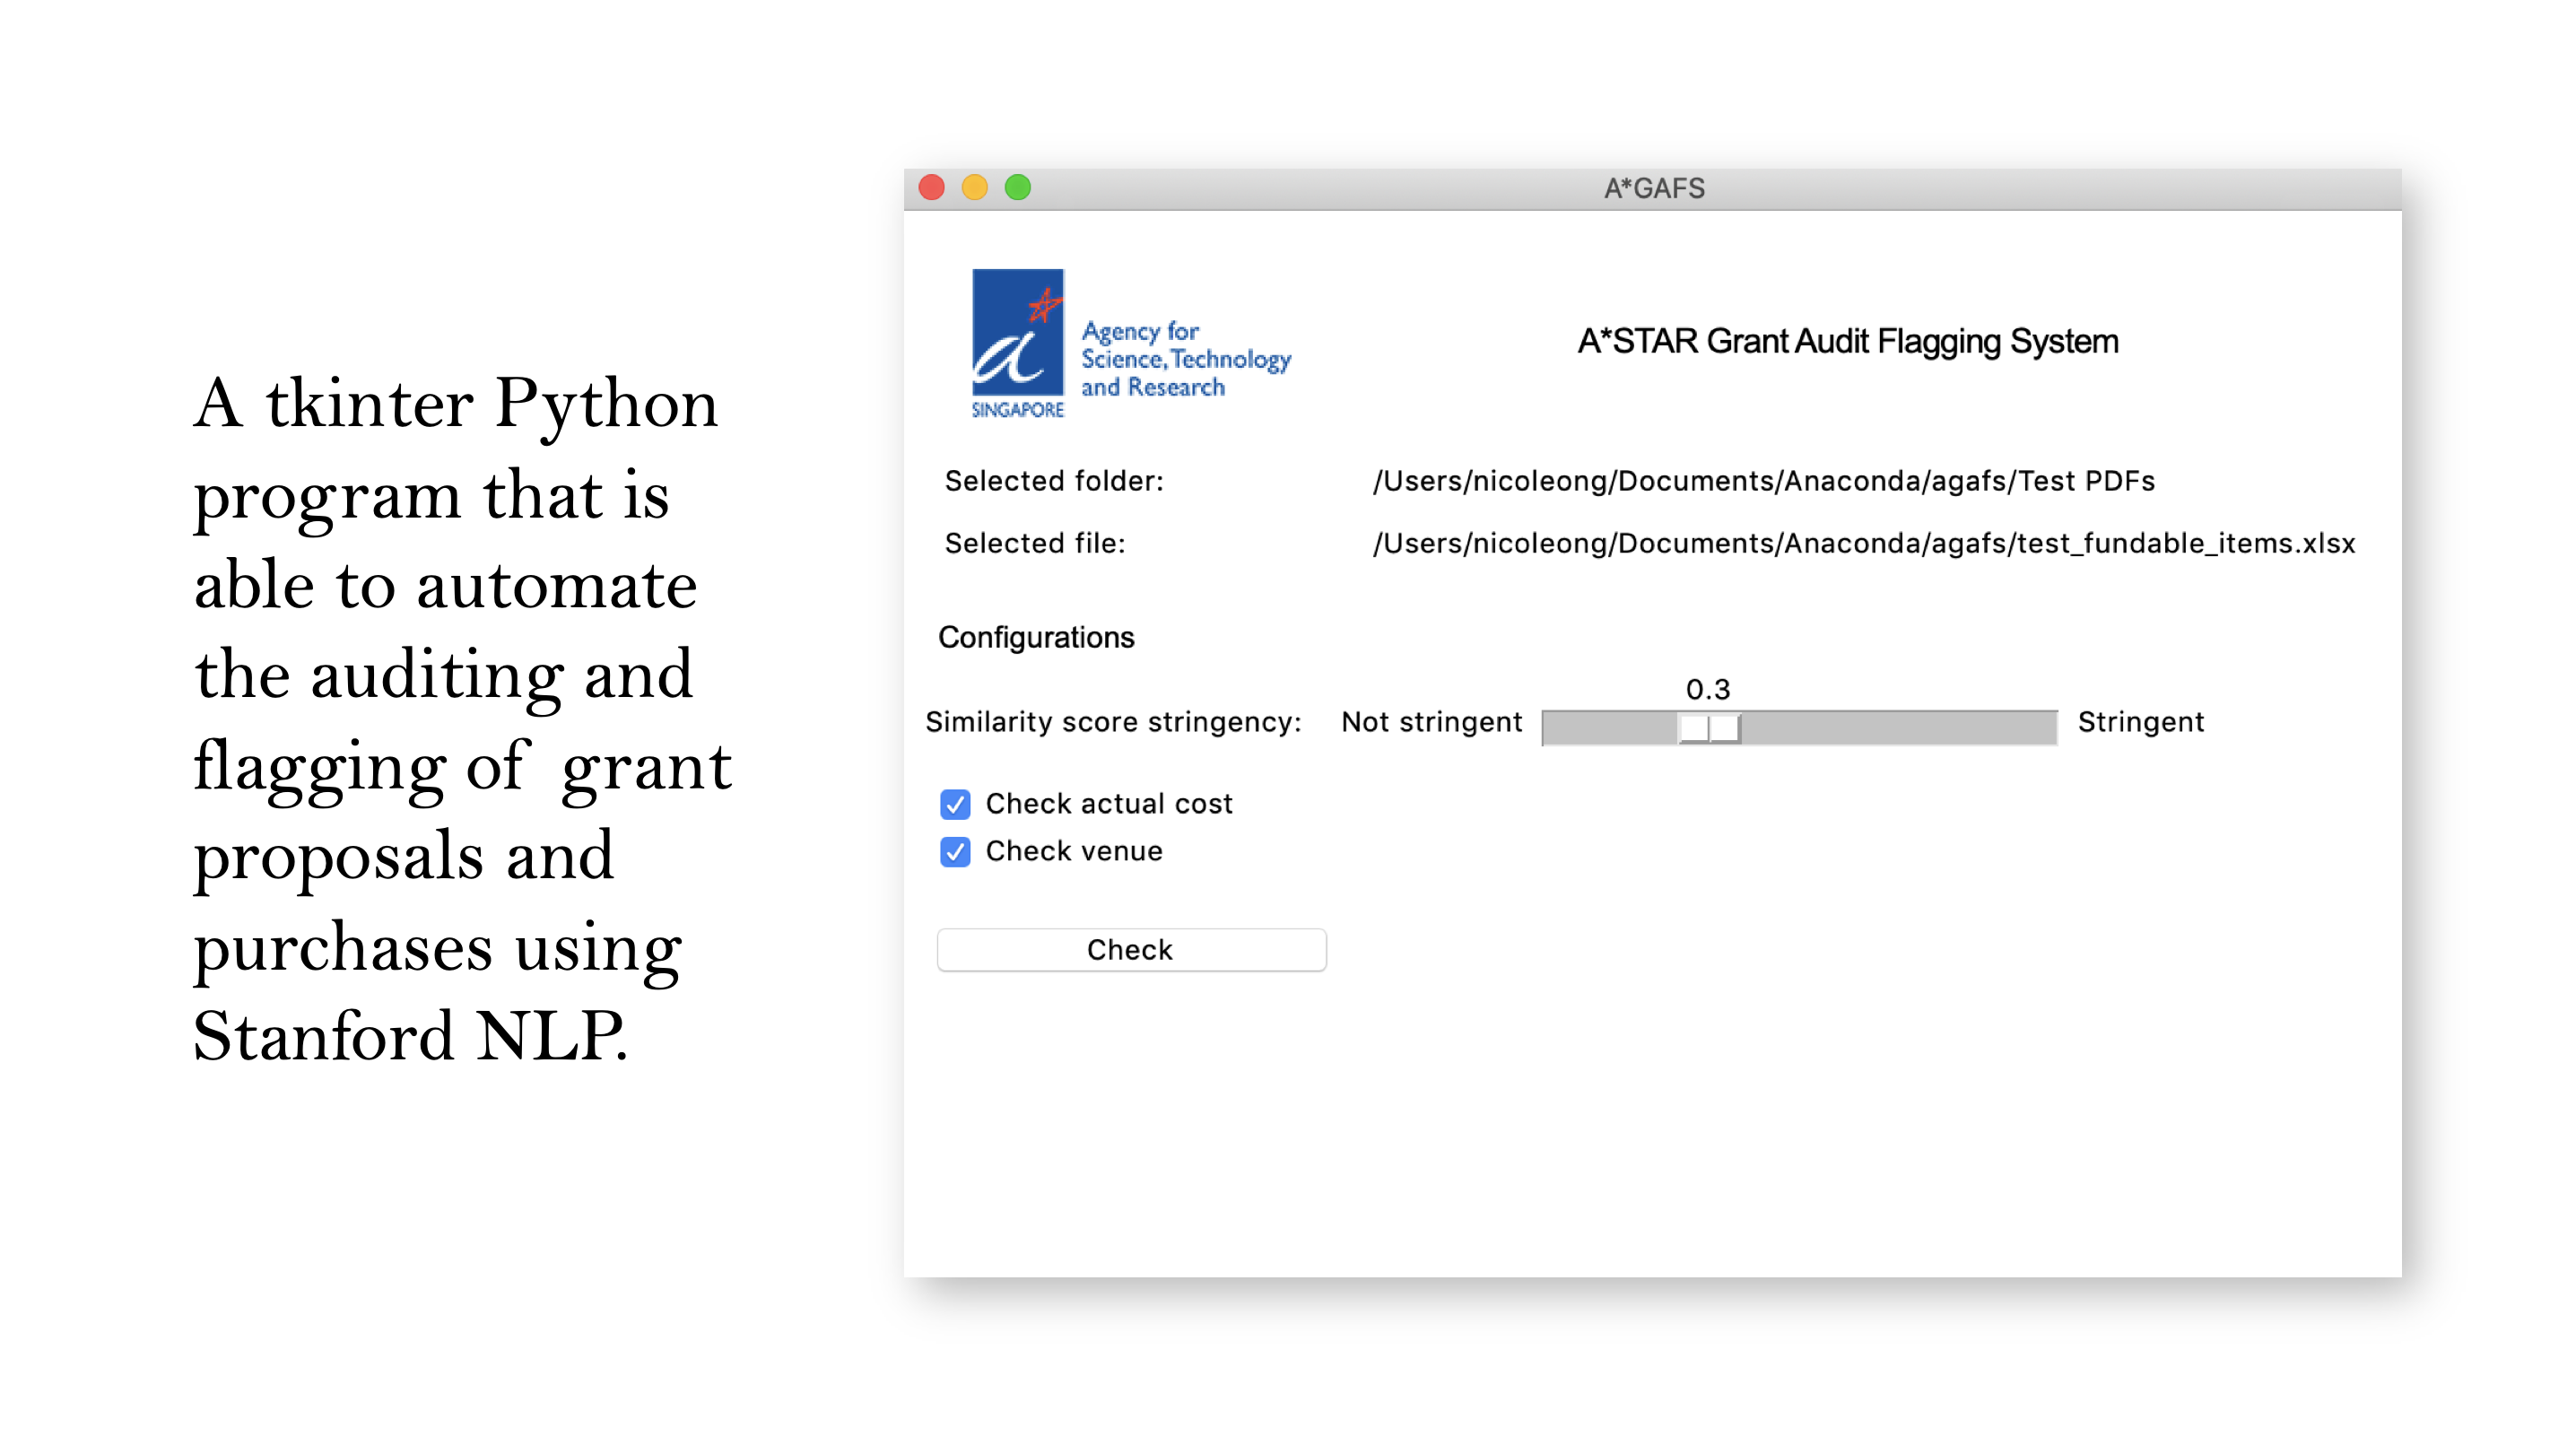 A tkinter Python
program that is
able to automate
the auditing and
flagging of grant
proposals and
purchases using
Stanford NLP.
A*GAFS
a
Agency for
Science, Technology
and Research
SINGAPORE
A*STAR Grant Audit Flagging System
Selected folder: /Users/nicoleong/Documents/Anaconda/agafs/Test PDFs
Selected file: /Users/nicoleong/Documents/Anaconda/agafs/test_fundable_items.xlsx
Configurations
0.3
Similarity score stringency: Not stringent Stringent
Check actual cost
Check venue
Check